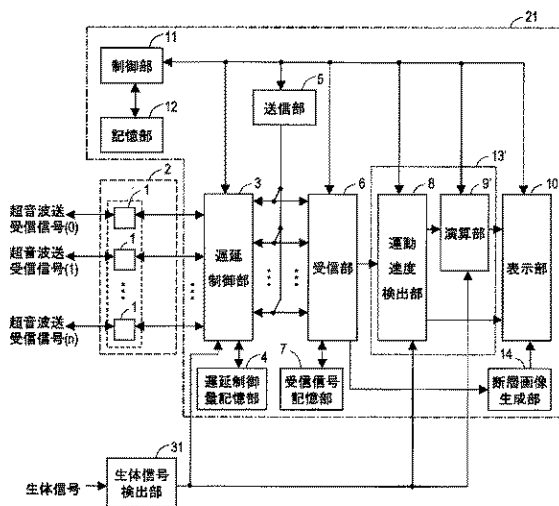 21
11
制御部
12
記憶部
5
送信部
13'
2
1
3
6
8
9'
10
超音波送
受信信号(0)
超音波送
受信信号(1)
1
超音波送
受信信号(n)
1
遅延
制御部
受信部
運動
速度
検出部
演算部
表示部
4
遅延制御
量記憶部
7
受信信号
記憶部
14
断層画像
生成部
31
生体信号
生体信号
検出部